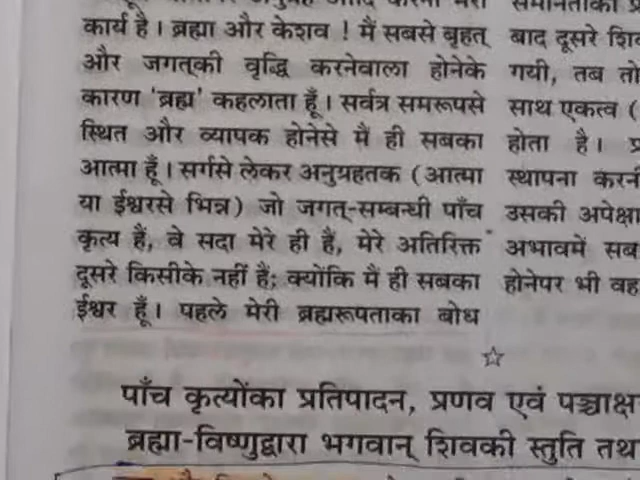 कार्य है। ब्रह्मा और केशव ! मैं सबसे बृहत्
और जगत्की वृद्धि करनेवाला होनेके
कारण 'ब्रह्म' कहलाता हूँ। सर्वत्र समरूपसे
स्थित और व्यापक होनेसे मैं ही सबका
आत्मा हूँ। सर्गसे लेकर अनुग्रहतक (आत्मा
या ईश्वरसे भिन्न) जो जगत्-सम्बन्धी पाँच
कृत्य हैं, वे सदा मेरे ही हैं, मेरे अतिरिक्त
दूसरे किसीके नहीं हैं; क्योंकि मैं ही सबका
ईश्वर हूँ। पहले मेरी ब्रह्मरूपताका बोध
बाद दूसरे
गयी, तब तो
साथ एकत्व (
होता है।
स्थापना
उसकी अपेक्षा
अभावमें सब
होनेपर भी वह
☆
पाँच कृत्योंका प्रतिपादन, प्रणव एवं
ब्रह्मा-विष्णुद्वारा भगवान् शिवकी स्तुति